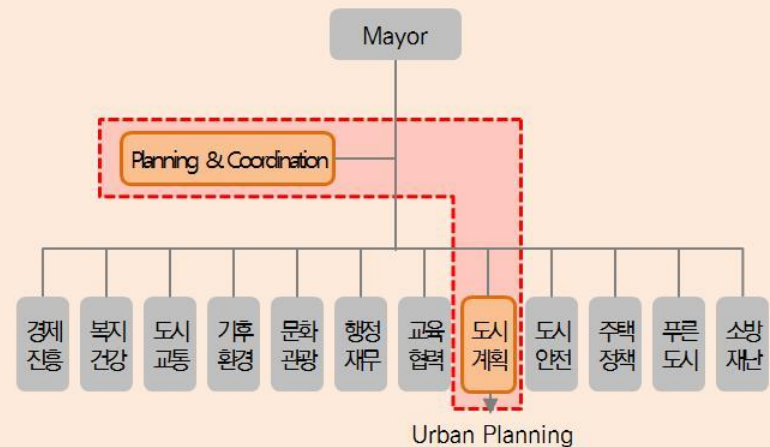 Mayor
Planning & Coordination
경제
진흥
복지
건강
도시
교통
기후
환경
문화
관광
행정
재무
교육
협력
도시
계획
도시
안전
주택
정책
푸른
도시
소방
재난
Urban Planning